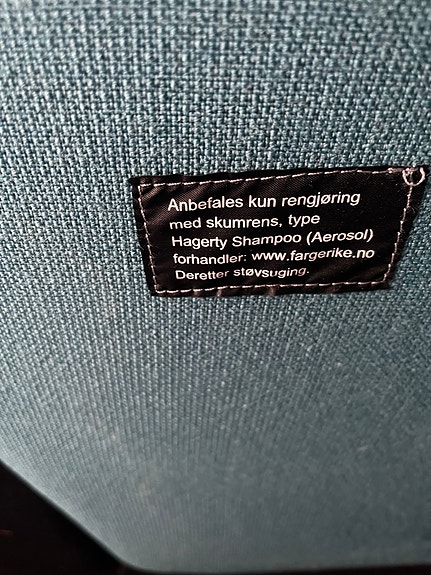 Anbefales kun rengjøring
med skumrens, type
Hagerty Shampoo (Aerosol)
forhandler: www.fargerike.no
Deretter støvsuging.